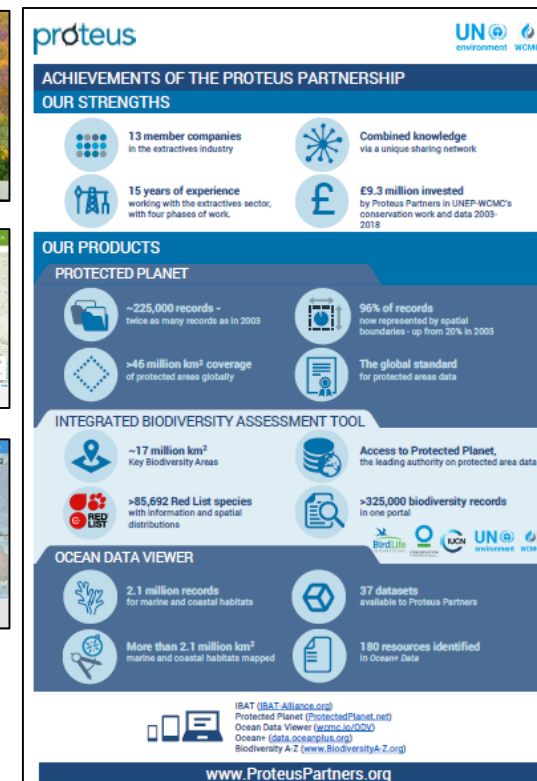 proteus
UN
environment WCMC
ACHIEVEMENTS OF THE PROTEUS PARTNERSHIP
OUR STRENGTHS
13 member companies
in the extractives industry
Combined knowledge
via a unique sharing network
15 years of experience
working with the extractives sector,
with four phases of work.
£9.3 million invested
by Proteus Partners in UNEP-WCMC's
conservation work and data 2003-
2018
OUR PRODUCTS
PROTECTED PLANET
~225,000 records -
twice as many records as in 2003
96% of records
now represented by spatial
boundaries - up from 20% in 2003
>46 million km² coverage
of protected areas globally
The global standard
for protected areas data
INTEGRATED BIODIVERSITY ASSESSMENT TOOL
~17 million km²
Key Biodiversity Areas
Access to Protected Planet,
the leading authority on protected area data
RED
LIST
>85,692 Red List species
with information and spatial
distributions
>325,000 biodiversity records
in one portal
BirdLife
IUCN
UN
environment WCMC
OCEAN DATA VIEWER
2.1 million records
for marine and coastal habitats
37 datasets
available to Proteus Partners
More than 2.1 million km²
marine and coastal habitats mapped
180 resources identified
in Ocean+ Data
IBAT (IBAT-Alliance.org)
Protected Planet (ProtectedPlanet.net)
Ocean Data Viewer (wcmc.io/ODV)
Ocean+ (data.oceanplus.org)
Biodiversity A-Z (www.BiodiversityA-Z.org)
www.ProteusPartners.org